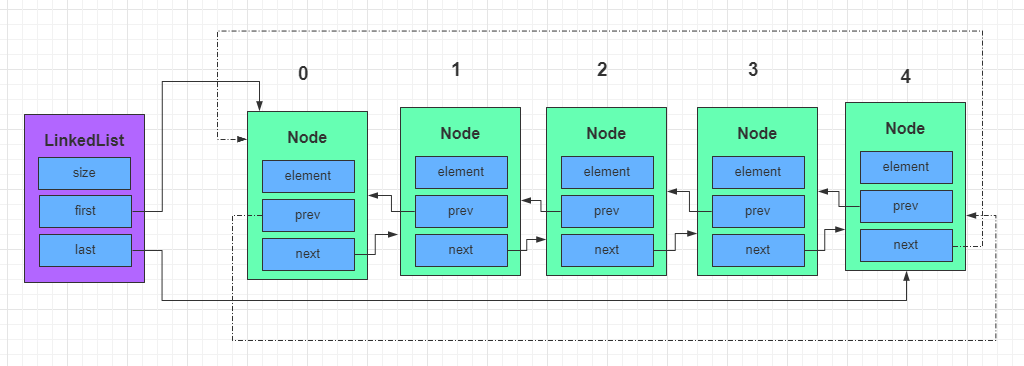 0
1
2
3
4
LinkedList
size
first
last
Node
element
prev
next
Node
element
prev
next
Node
element
prev
next
Node
element
prev
next
Node
element
prev
next